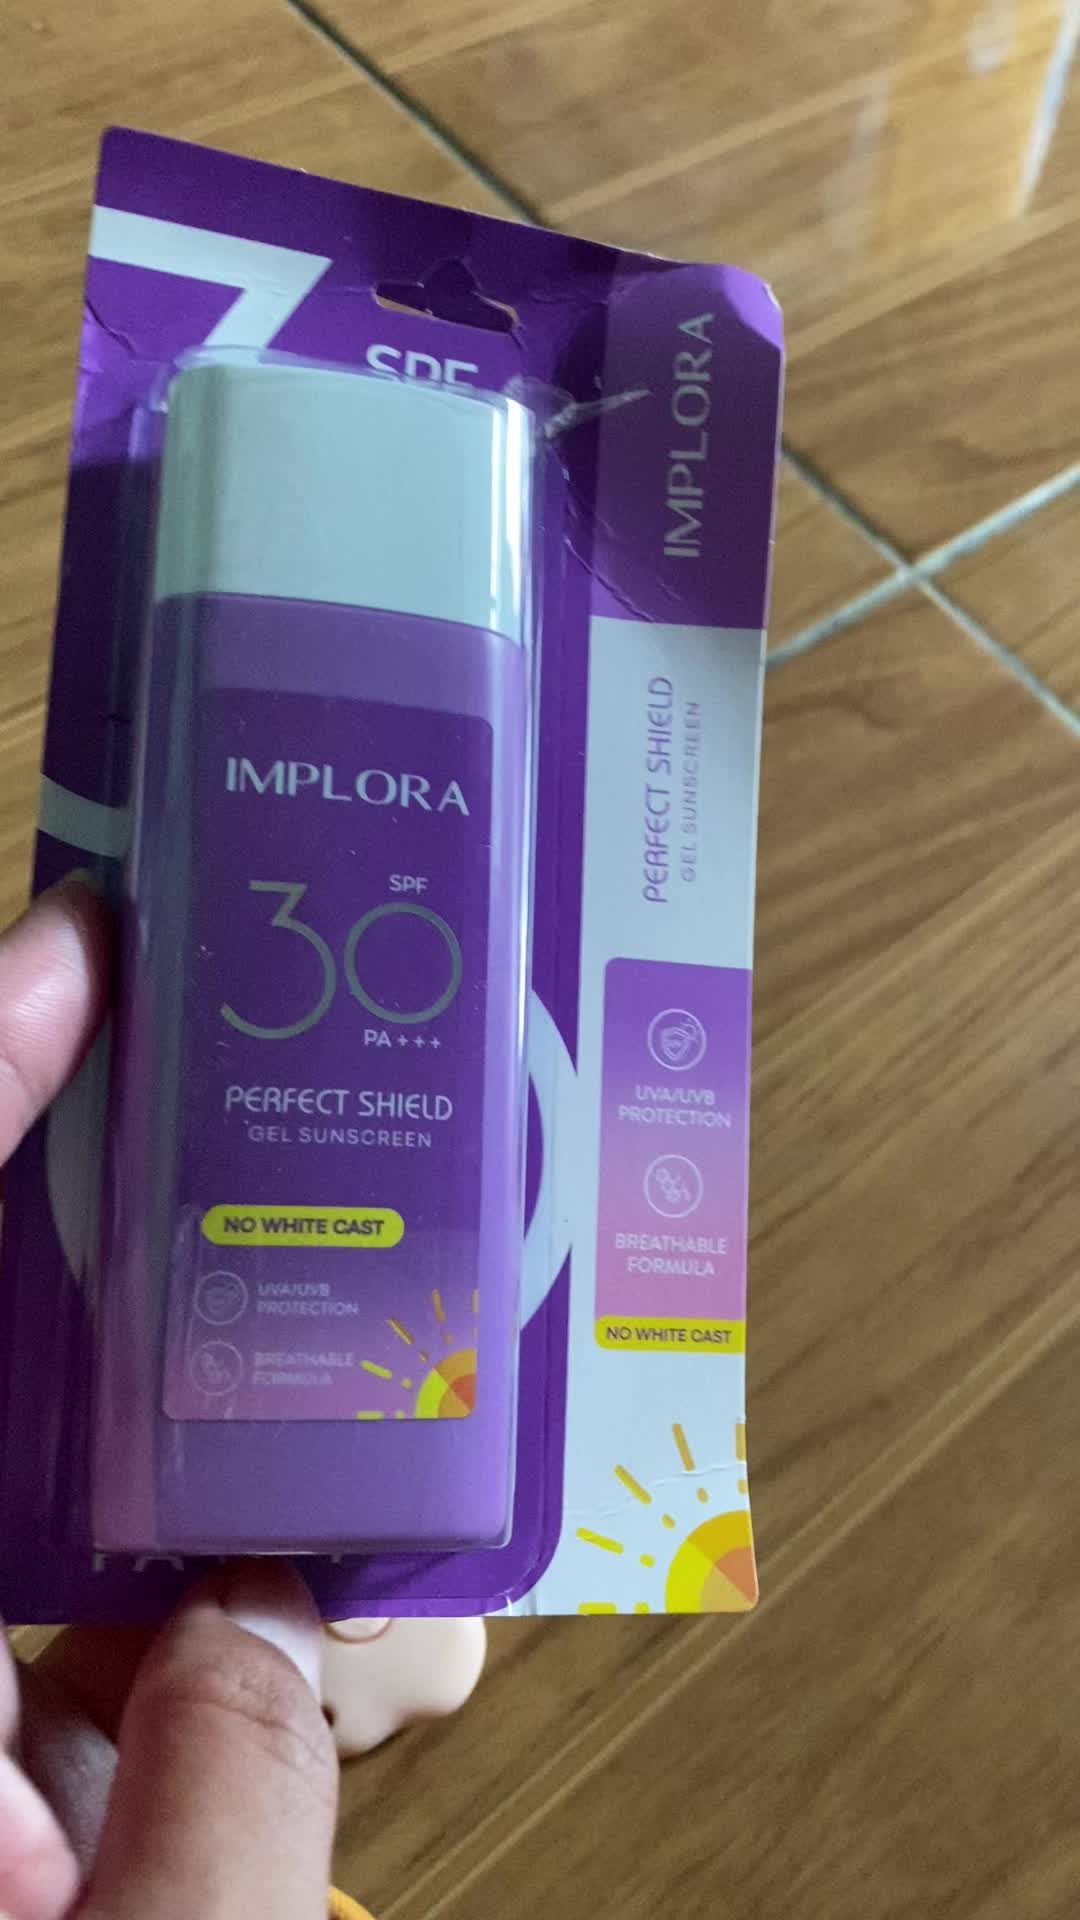 SPF
IMPLORA
SPF
30
PA+++
PERFECT SHIELD
GEL SUNSCREEN
NO WHITE CAST
UVA/UVB
PROTECTION
BREATHABLE
FORMULA
IMPLORA
PERFECT SHIELD
GEL SUNSCREEN
UVA/UVB
PROTECTION
BREATHABLE
FORMULA
NO WHITE CAST